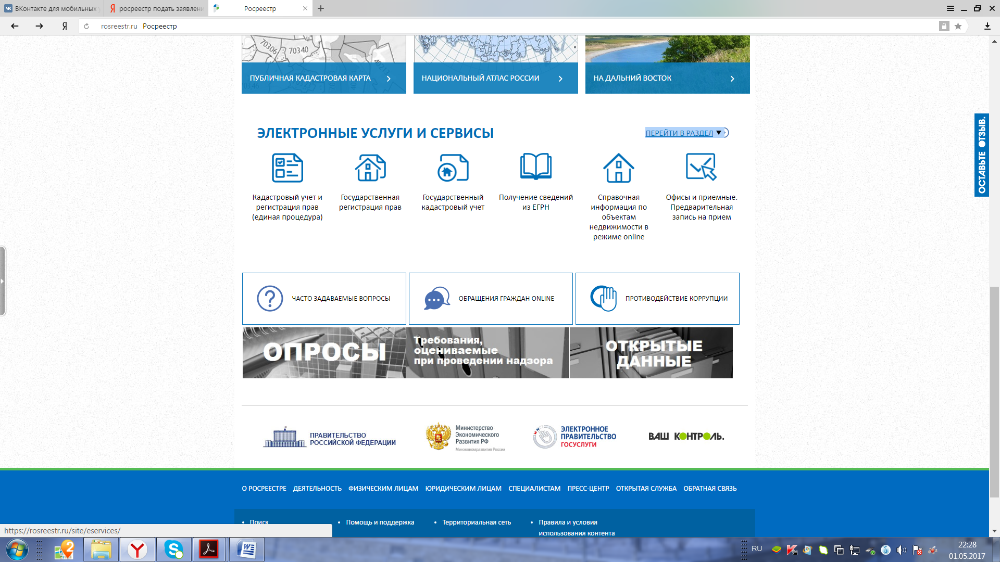 ВКонтакте для мобильных у
росреестр подать заявлени
Росреестр
rosreestr.ru Росреестр
70306
70340
40213
70346
ПУБЛИЧНАЯ КАДАСТРОВАЯ КАРТА
НАЦИОНАЛЬНЫЙ АТЛАС РОССИИ
НА ДАЛЬНИЙ ВОСТОК
ЭЛЕКТРОННЫЕ УСЛУГИ И СЕРВИСЫ
ПЕРЕЙТИ В РАЗДЕЛ
ОСТАВЬТЕ ОТЗЫВ.
Кадастровый учет и
регистрация прав
(единая процедура)
Государственная
регистрация прав
Государственный
кадастровый учет
Получение сведений
из ЕГРН
Справочная
информация по
объектам
недвижимости в
режиме online
Офисы и приемные.
Предварительная
запись на прием
ЧАСТО ЗАДАВАЕМЫЕ ВОПРОСЫ
ОБРАЩЕНИЯ ГРАЖДАН ONLINE
ПРОТИВОДЕЙСТВИЕ КОРРУПЦИИ
ОПРОСЫ
Требования,
оцениваемые
при проведении надзора
ОТКРЫТЫЕ
ДАННЫЕ
ПРАВИТЕЛЬСТВО
РОССИЙСКОЙ ФЕДЕРАЦИИ
Министерство
Экономического
Развития РФ
Минэкономразвития России
ЭЛЕКТРОННОЕ
ПРАВИТЕЛЬСТВО
ГОСУСЛУГИ
ВАШ КОНТРОЛЬ.
О РОСРЕЕСТРЕ ДЕЯТЕЛЬНОСТЬ ФИЗИЧЕСКИМ ЛИЦАМ ЮРИДИЧЕСКИМ ЛИЦАМ СПЕЦИАЛИСТАМ ПРЕСС-ЦЕНТР ОТКРЫТАЯ СЛУЖБА ОБРАТНАЯ СВЯЗЬ
Поиск
Помощь и поддержка
Территориальная сеть
Правила и условия
использования контента
https://rosreestr.ru/site/eservices/
RU
22:28
01.05.2017